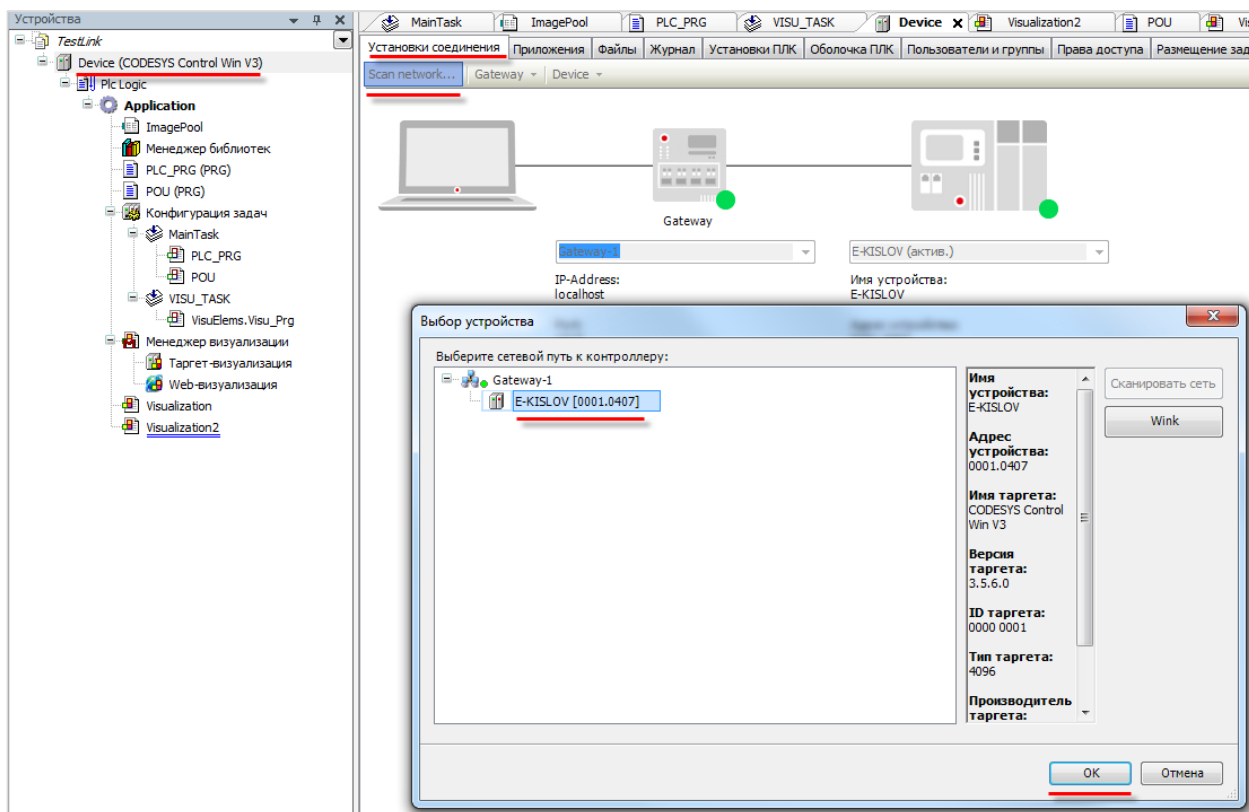 Устройства
TestLink
Device (CODESYS Control Win V3)
Plc Logic
Application
ImagePool
Менеджер библиотек
PLC_PRG (PRG)
POU (PRG)
Конфигурация задач
MainTask
PLC_PRG
POU
VISU_TASK
VisuElems.Visu_Prg
Менеджер визуализации
Таргет-визуализация
Web-визуализация
Visualization
Visualization2
MainTask ImagePool PLC_PRG VISU_TASK Device Visualization2 POU Vi
Установки соединения Приложения Файлы Журнал Установки ПЛК Оболочка ПЛК Пользователи и группы Права доступа Размещение зад
Scan network... Gateway Device
Gateway
Gateway-1 E-KISLOV (актив.)
IP-Address: Имя устройства:
localhost E-KISLOV
Выбор устройства
Выберите сетевой путь к контроллеру:
Gateway-1
E-KISLOV [0001.0407]
Имя
устройства:
E-KISLOV
Адрес
устройства:
0001.0407
Имя таргета:
CODESYS Control
Win V3
Версия
таргета:
3.5.6.0
ID таргета:
0000 0001
Тип таргета:
4096
Производитель
таргета:
Сканировать сеть
Wink
OK Отмена